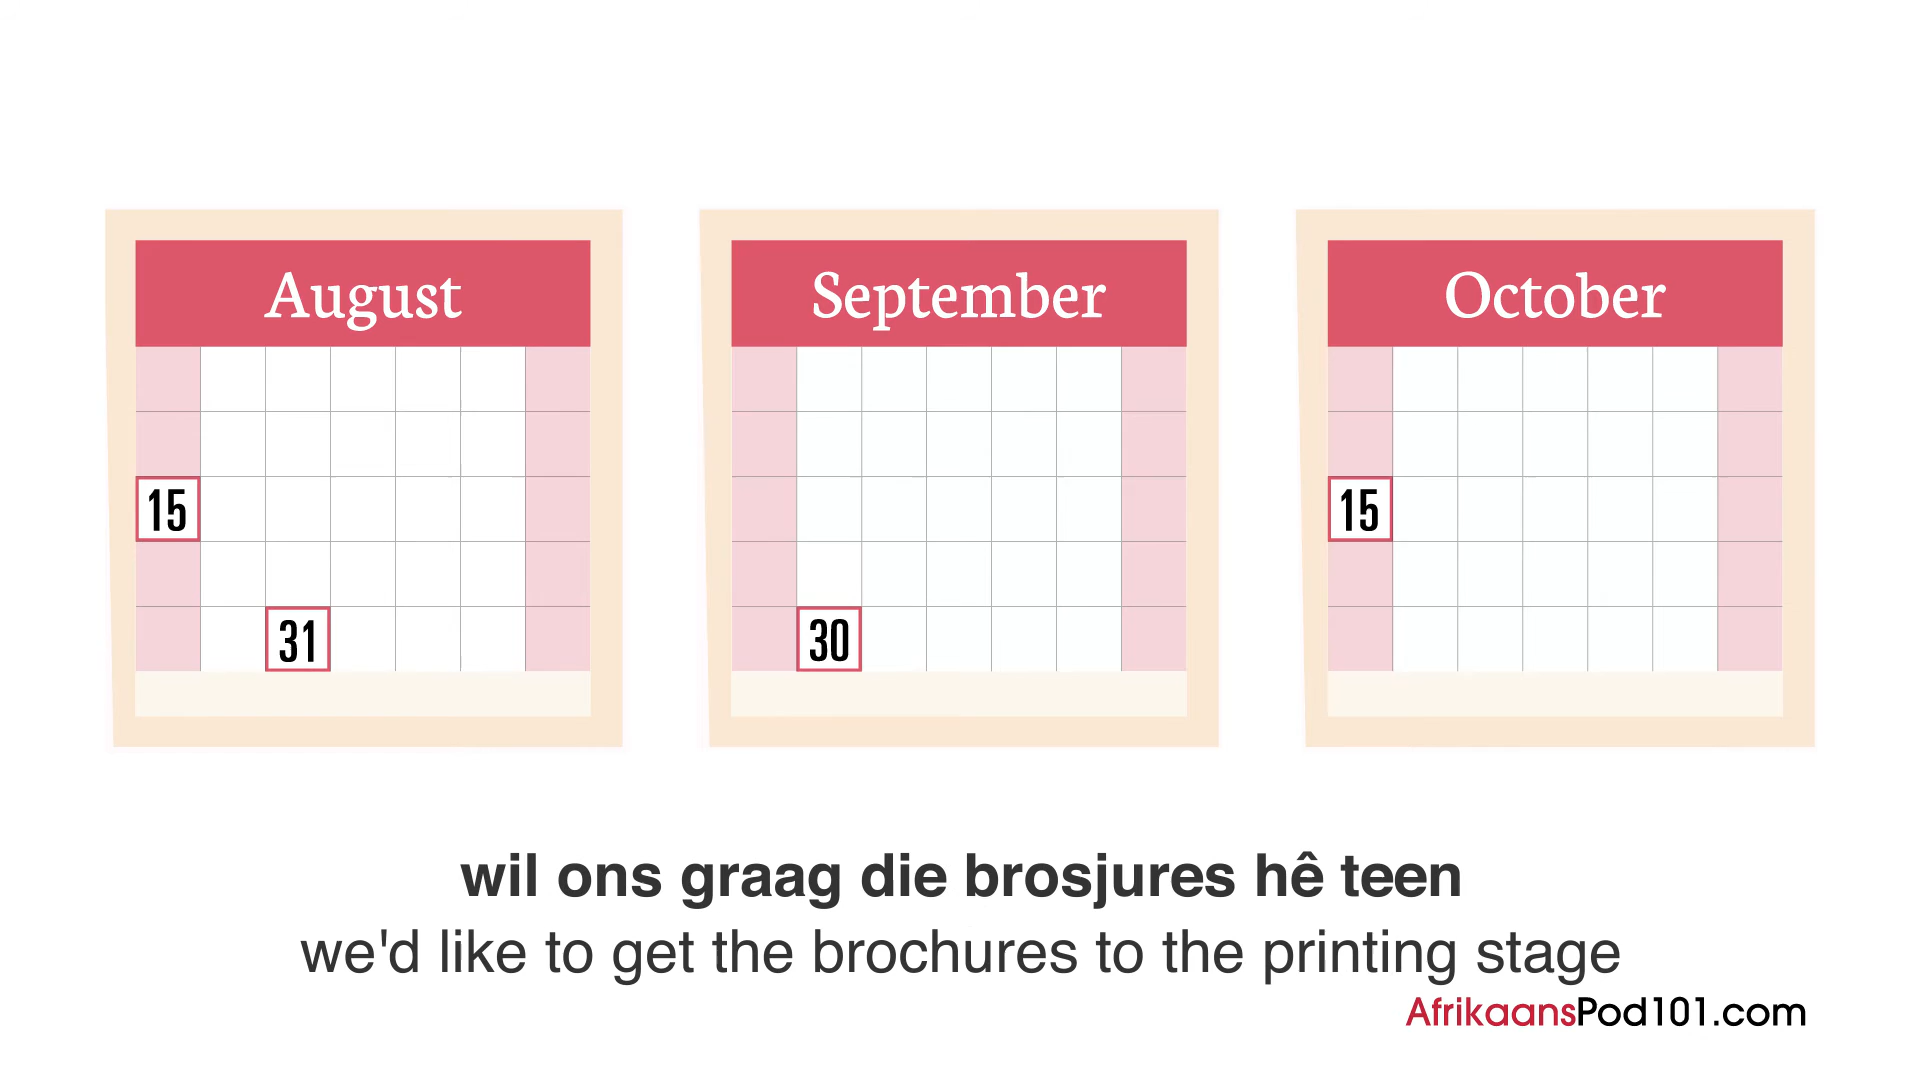 August
September
October
15
15
31
30
wil ons graag die brosjures hê teen
we'd like to get the brochures to the printing stage
AfrikaansPod101.com